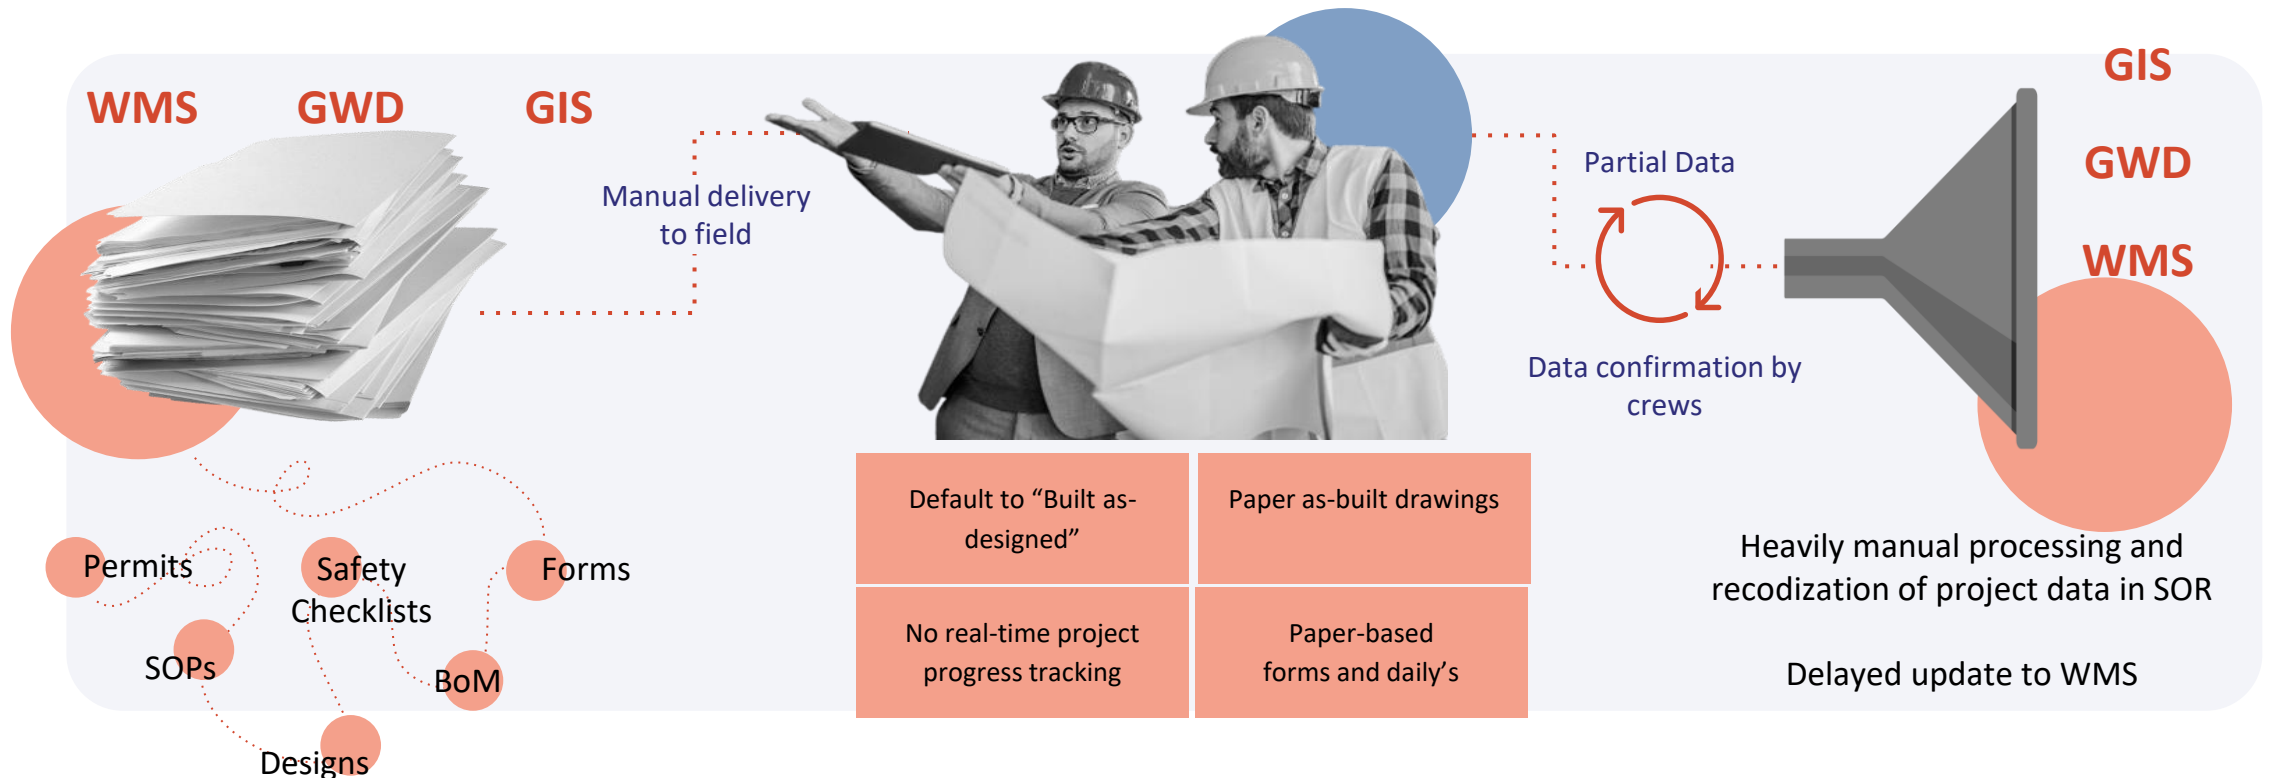 WMS
GWD
GIS
Manual delivery
to field
Permits
Safety
Checklists
Forms
SOPs
BoM
Designs
Default to “Built as-
designed”
Paper as-built drawings
No real-time project
progress tracking
Paper-based
forms and daily’s
Partial Data
Data confirmation by
crews
GIS
GWD
WMS
Heavily manual processing and
recodization of project data in SOR
Delayed update to WMS